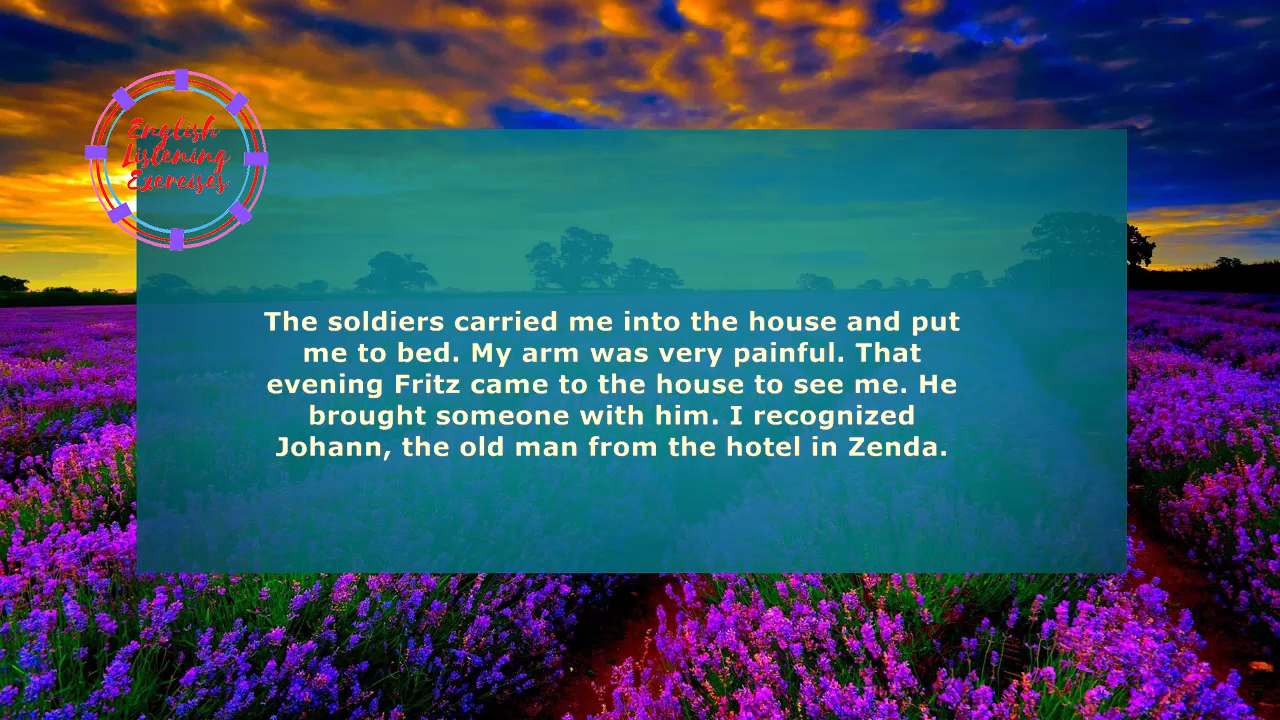 English
Listening
Exercises
The soldiers carried me into the house and put
me to bed. My arm was very painful. That
evening Fritz came to the house to see me. He
brought someone with him. I recognized
Johann, the old man from the hotel in Zenda.